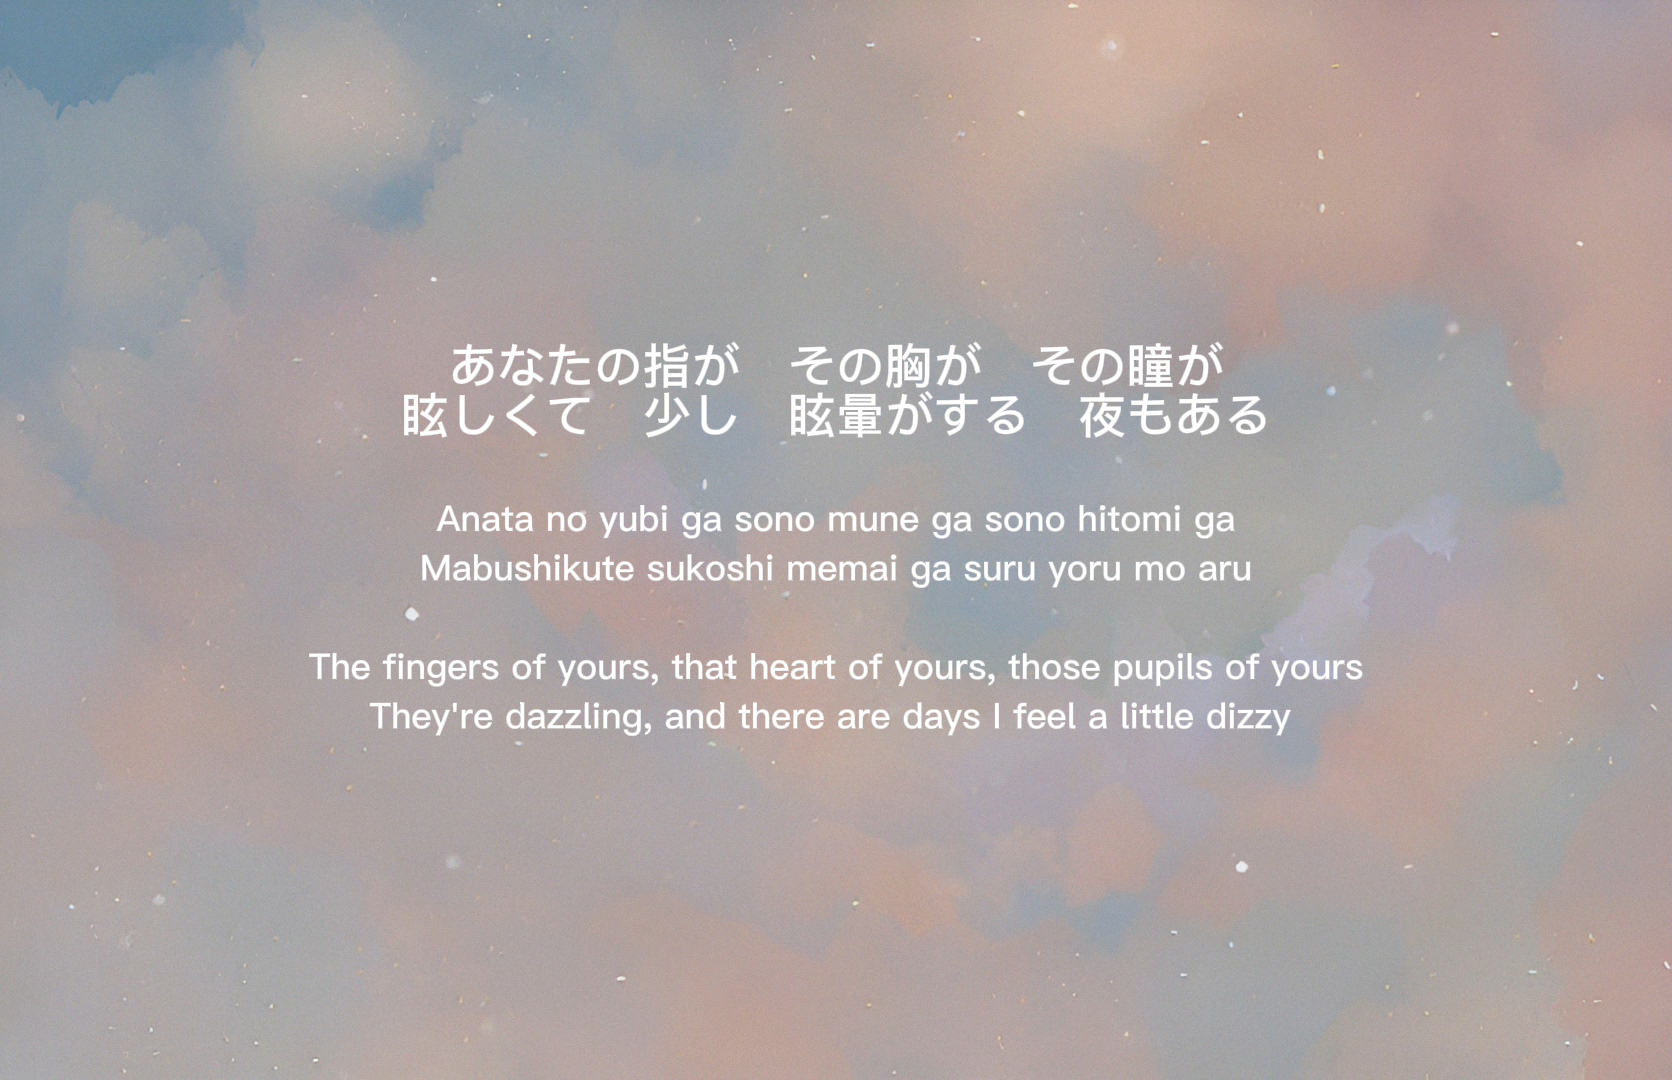 あなたの指が　その胸が　その瞳が
眩しくて　少し　眩暈がする　夜もある
Anata no yubi ga sono mune ga sono hitomi ga
Mabushikute sukoshi memai ga suru yoru mo aru
The fingers of yours, that heart of yours, those pupils of yours
They're dazzling, and there are days I feel a little dizzy